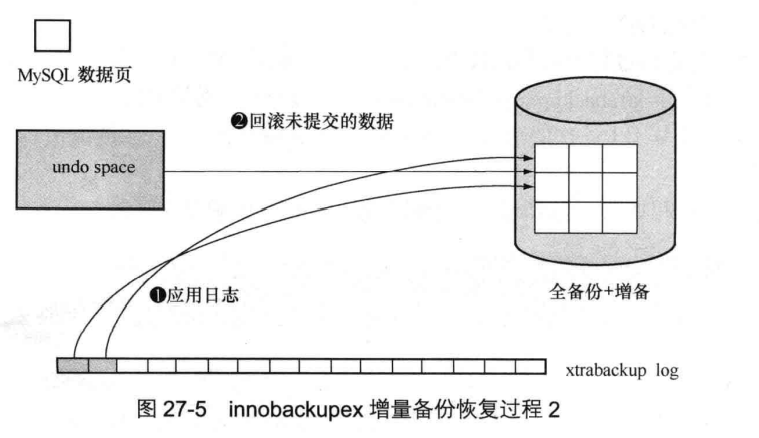 MySQL 数据页
❷回滚未提交的数据
undo space
❶应用日志
全备份+增备
xtrabackup log
图 27-5 innobackupex 增量备份恢复过程 2